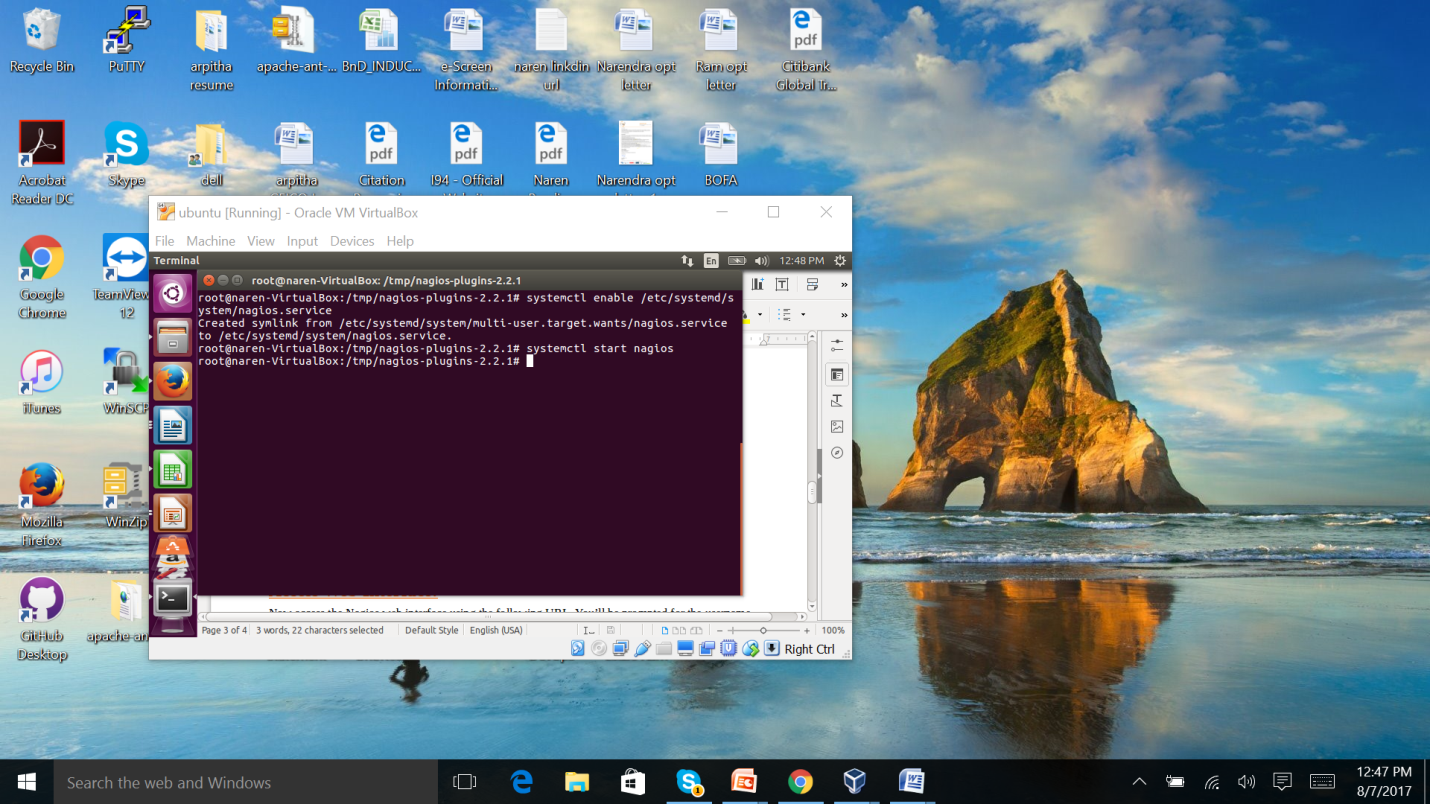 Recycle Bin
PuTTY
arpitha resume
apache-ant-...
BnD_INDUC...
e-Screen Informati...
naren linkdin url
Narendra opt letter
Ram opt letter
Citibank Global Tr...
Acrobat Reader DC
Skype
dell
arpitha
Citation
I94 - Official
Naren
Narendra opt
BOFA
ubuntu [Running] - Oracle VM VirtualBox
File Machine View Input Devices Help
Terminal
En
12:48 PM
root@naren-VirtualBox: /tmp/nagios-plugins-2.2.1
root@naren-VirtualBox:/tmp/nagios-plugins-2.2.1# systemctl enable /etc/systemd/s
ystem/nagios.service
Created symlink from /etc/systemd/system/multi-user.target.wants/nagios.service
to /etc/systemd/system/nagios.service.
root@naren-VirtualBox:/tmp/nagios-plugins-2.2.1# systemctl start nagios
root@naren-VirtualBox:/tmp/nagios-plugins-2.2.1#
Page 3 of 4 3 words, 22 characters selected Default Style English (USA) 100%
Right Ctrl
Google Chrome
TeamView 12
iTunes
WinSCP
Mozilla Firefox
WinZip
GitHub Desktop
apache-an
Search the web and Windows
12:47 PM
8/7/2017